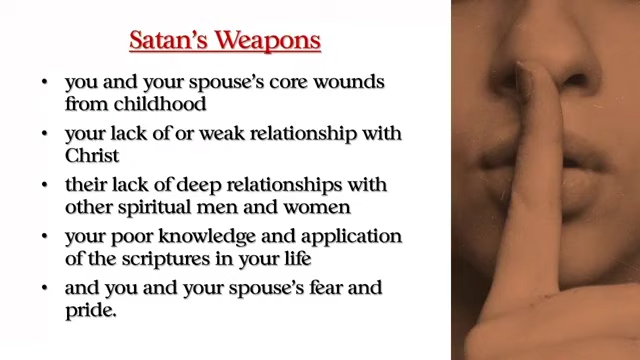 Satan's Weapons
• you and your spouse's core wounds
from childhood
• your lack of or weak relationship with
Christ
• their lack of deep relationships with
other spiritual men and women
• your poor knowledge and application
of the scriptures in your life
• and you and your spouse's fear and
pride.